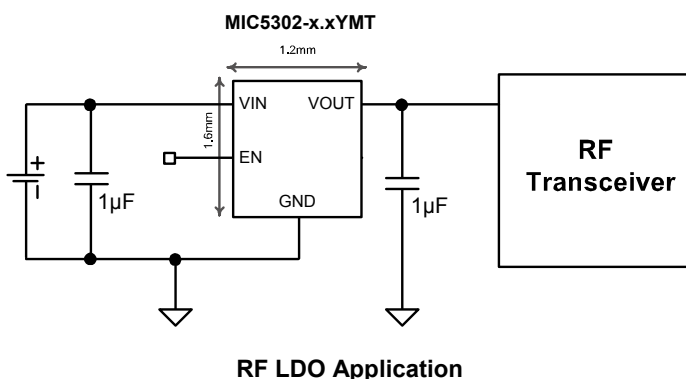 MIC5302-x.xYMT
1.2mm
VIN
VOUT
1.6mm
EN
GND
+
–
1µF
1µF
RF
Transceiver
RF LDO Application